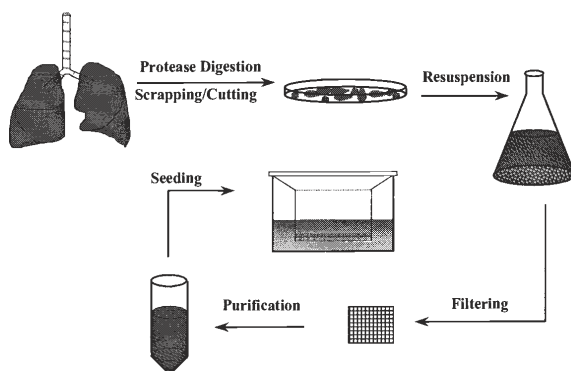 Protease Digestion
Scrapping/Cutting
Resuspension
Seeding
Purification
Filtering